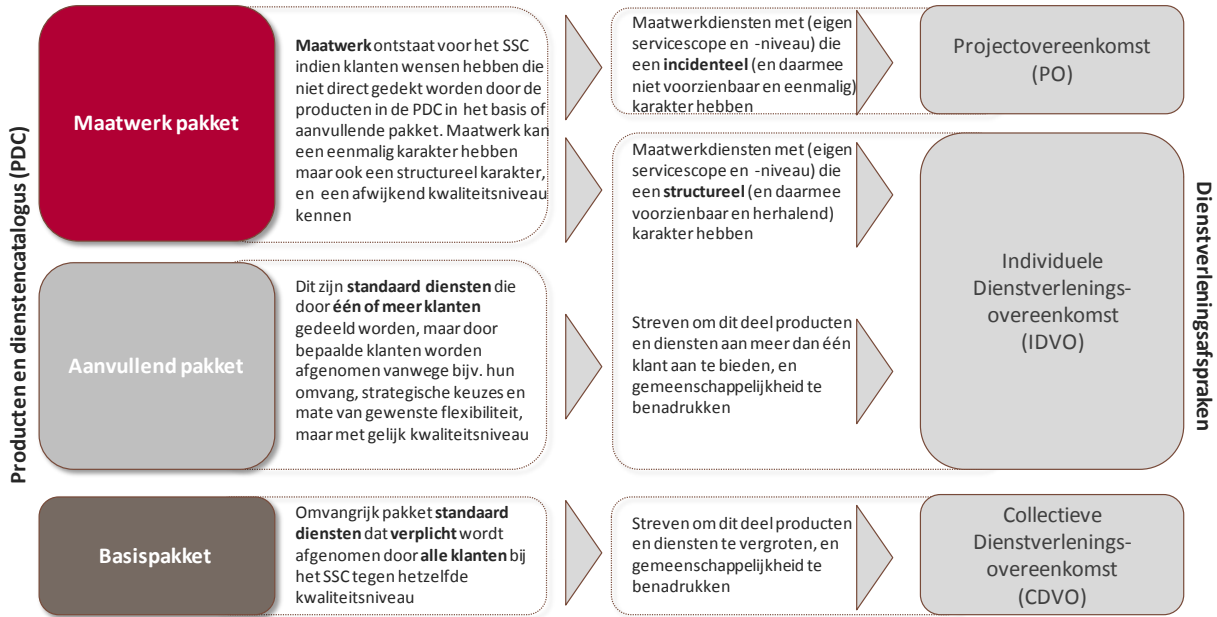 Producten en dienstencatalogus (PDC)
Maatwerk pakket
Maatwerk ontstaat voor het SSC
indien klanten wensen hebben die
niet direct gedekt worden door de
producten in de PDC in het basis of
aanvullende pakket. Maatwerk kan
een eenmalig karakter hebben
maar ook een structureel karakter,
en een afwijkend kwaliteitsniveau
kennen
Maatwerkdiensten met (eigen
servicescope en -niveau) die
een incidenteel (en daarmee
niet voorzienbaar en eenmalig)
karakter hebben
Projectovereenkomst
(PO)
Maatwerkdiensten met (eigen
servicescope en -niveau) die
een structureel (en daarmee
voorzienbaar en herhalend)
karakter hebben
Individuele
Dienstverlenings-
overeenkomst
(IDVO)
Aanvullend pakket
Dit zijn standaard diensten die
door één of meer klanten
gedeeld worden, maar door
bepaalde klanten worden
afgenomen vanwege bijv. hun
omvang, strategische keuzes en
mate van gewenste flexibiliteit,
maar met gelijk kwaliteitsniveau
Streven om dit deel producten
en diensten aan meer dan één
klant aan te bieden, en
gemeenschappelijkheid te
benadrukken
Basispakket
Omvangrijk pakket standaard
diensten dat verplicht wordt
afgenomen door alle klanten bij
het SSC tegen hetzelfde
kwaliteitsniveau
Streven om dit deel producten
en diensten te vergroten, en
gemeenschappelijkheid te
benadrukken
Collectieve
Dienstverlenings-
overeenkomst
(CDVO)
Dienstverleningsafspraken